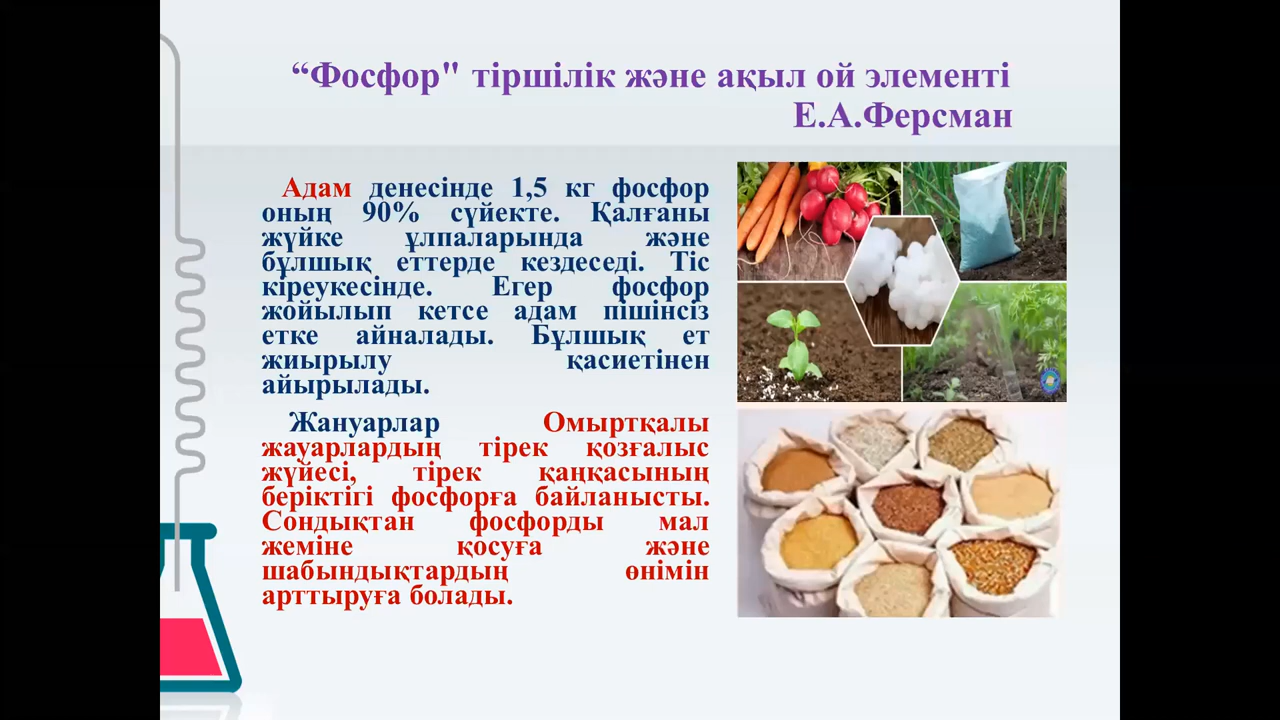 “Фосфор" тіршілік және ақыл ой элементі
Е.А.Ферсман
Адам денесінде 1,5 кг фосфор
оның 90% сүйекте. Қалғаны
жүйке ұлпаларында және
бұлшық еттерде кездеседі. Тіс
кіреукесінде. Егер фосфор
жойылып кетсе адам пішінсіз
етке айналады. Бұлшық ет
жиырылу қасиетінен
айырылады.
Жануарлар Омыртқалы
жауарлардың тірек қозғалыс
жүйесі, тірек қаңқасының
беріктігі фосфорға байланысты.
Сондықтан фосфорды мал
жеміне қосуға және
шабындықтардың өнімін
арттыруға болады.